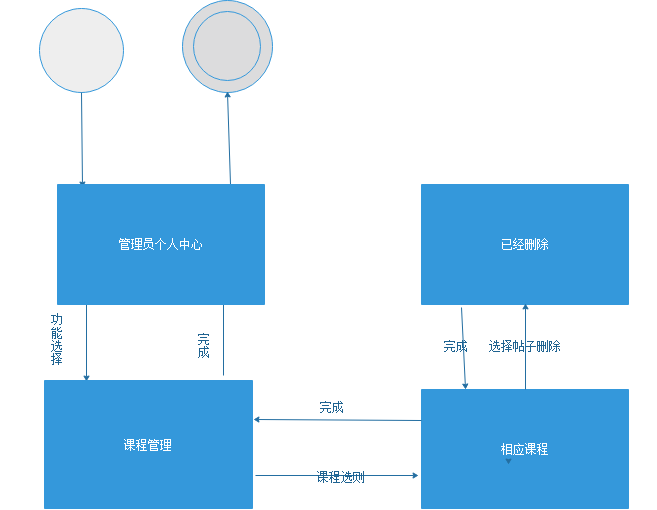 管理员个人中心
已经删除
功能选择
完成
完成
选择帖子删除
完成
课程管理
相应课程
课程选则